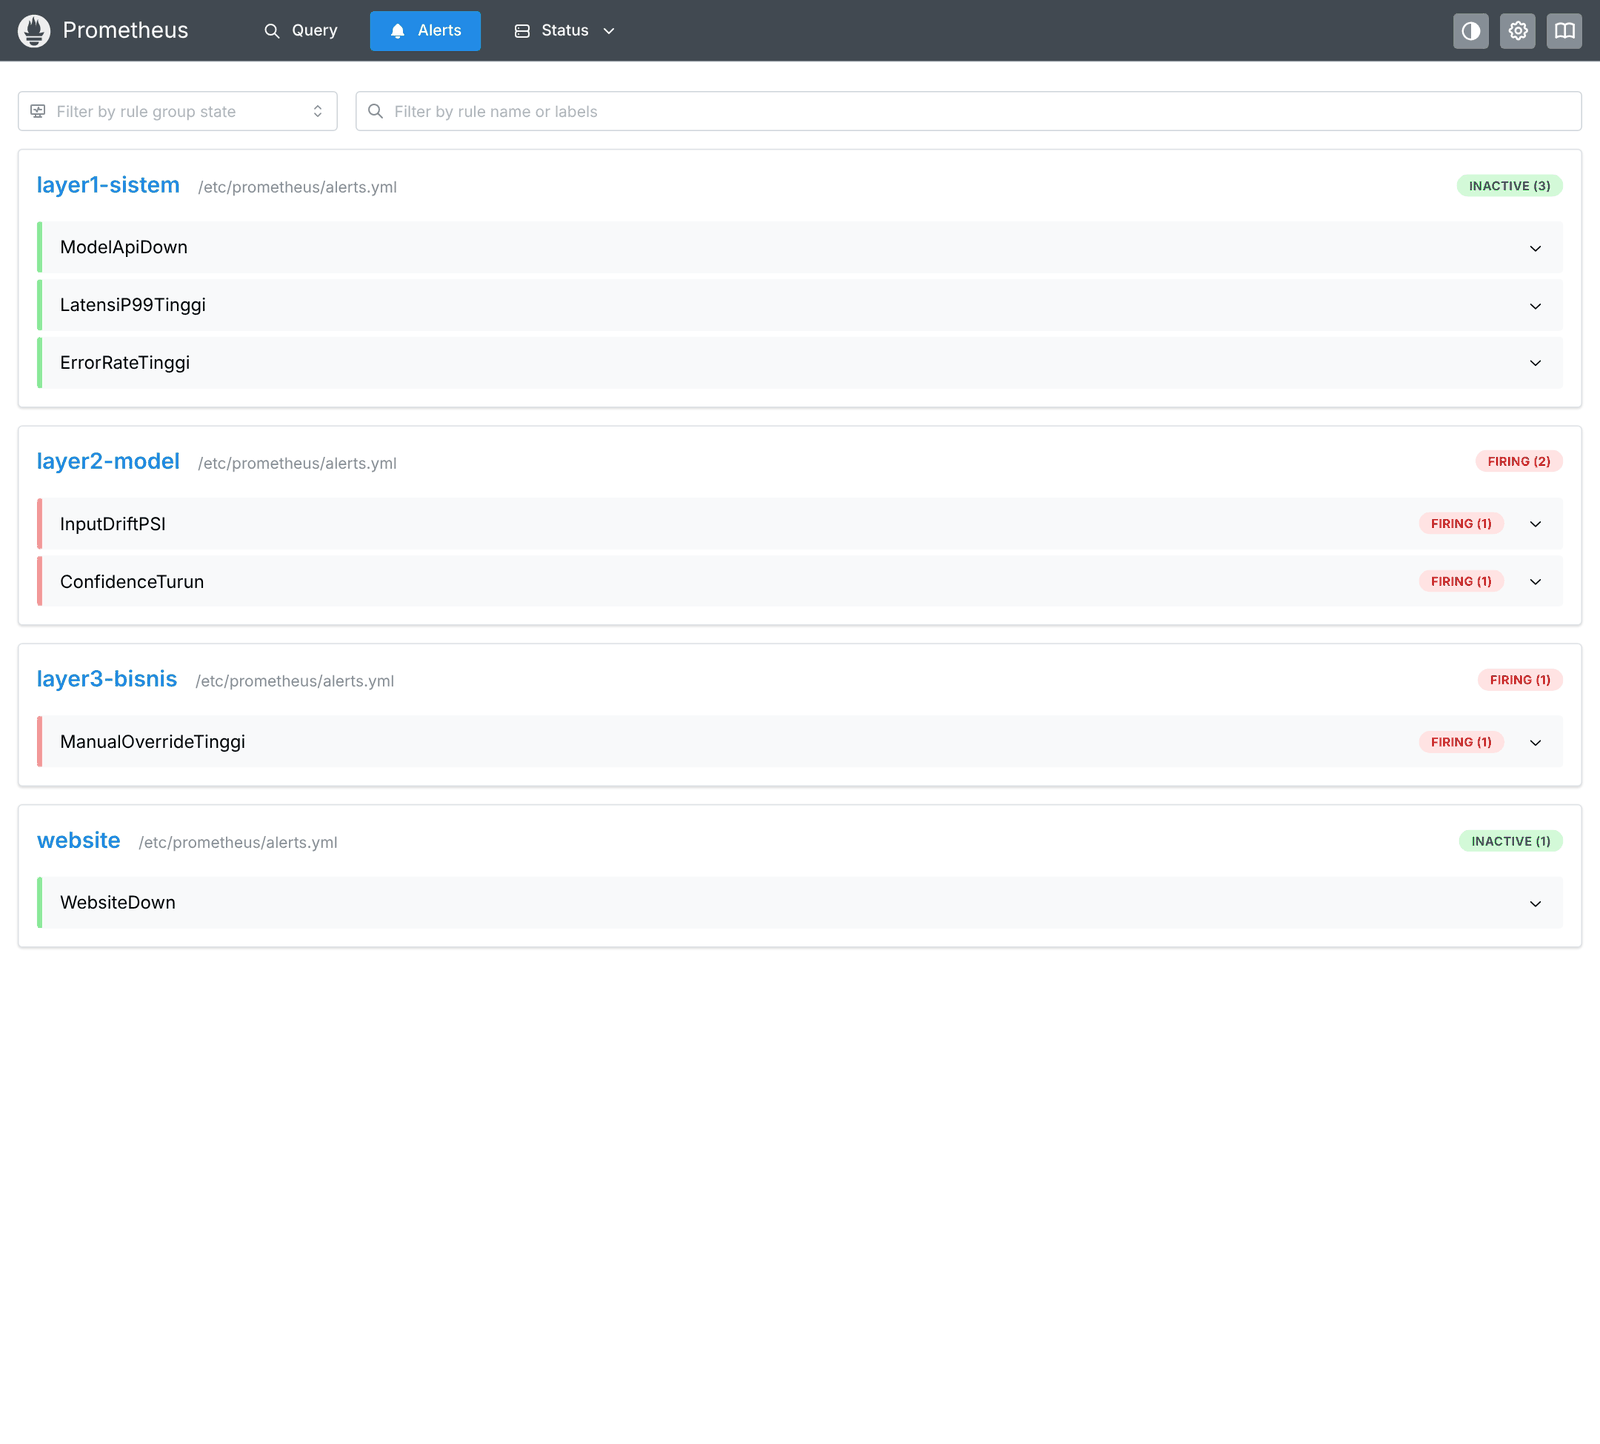 Prometheus Query Alerts Status
Filter by rule group state Filter by rule name or labels
layer1-sistem /etc/prometheus/alerts.yml INACTIVE (3)
ModelApiDown
LatensiP99Tinggi
ErrorRateTinggi
layer2-model /etc/prometheus/alerts.yml FIRING (2)
InputDriftPSI FIRING (1)
ConfidenceTurun FIRING (1)
layer3-bisnis /etc/prometheus/alerts.yml FIRING (1)
ManualOverrideTinggi FIRING (1)
website /etc/prometheus/alerts.yml INACTIVE (1)
WebsiteDown